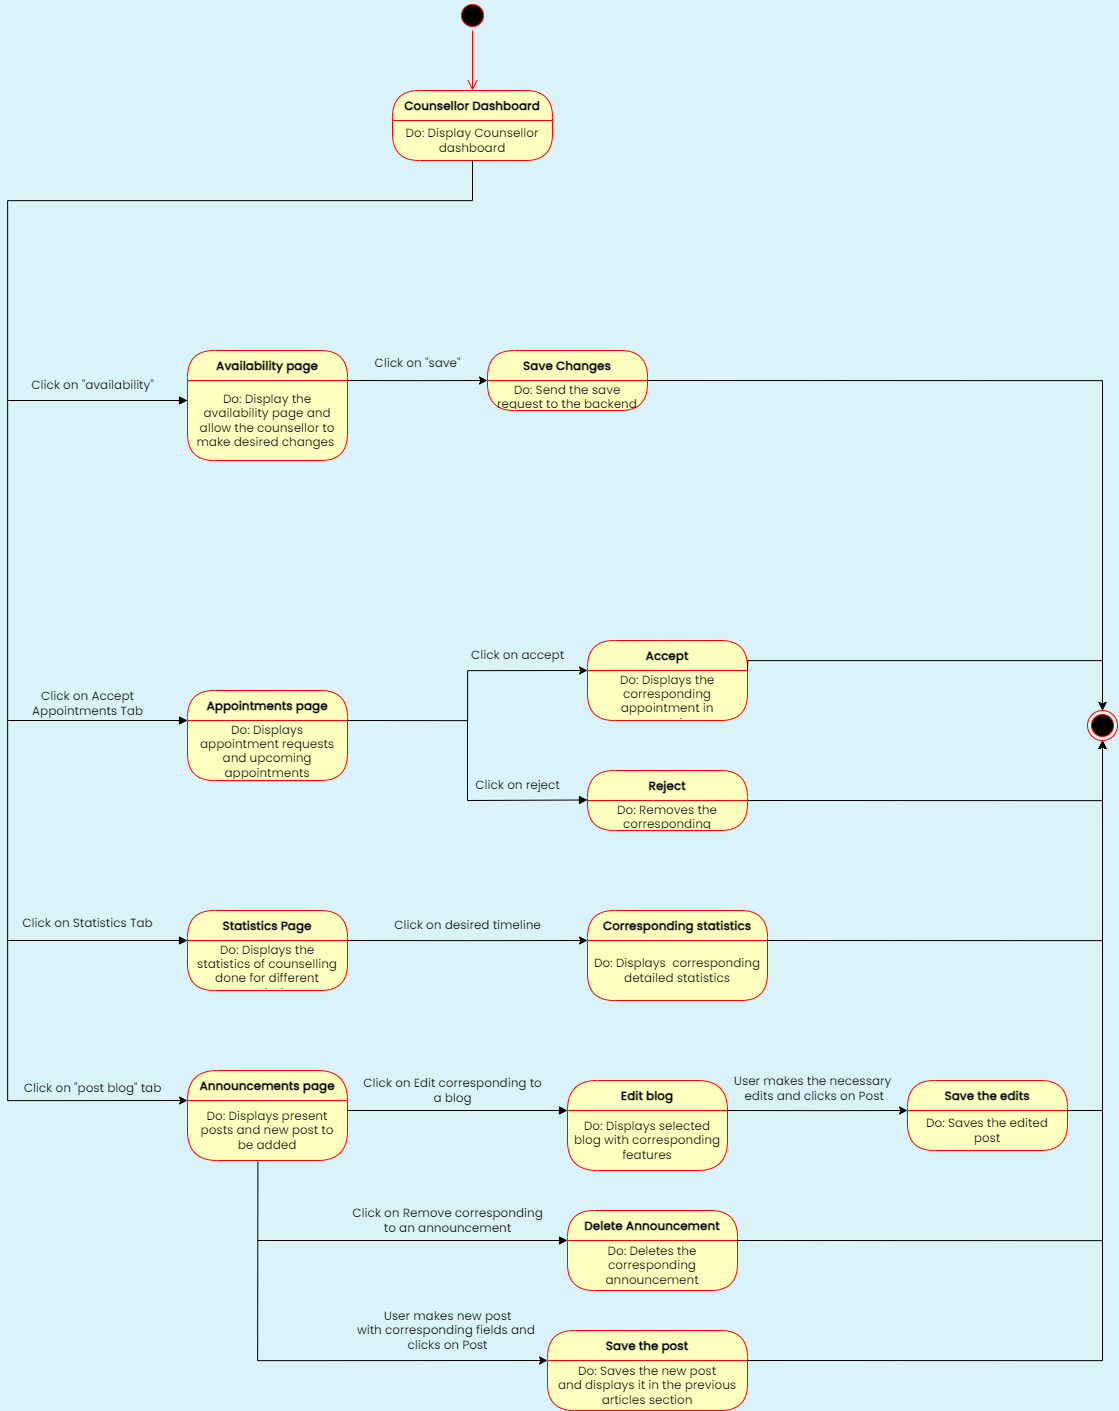 Counsellor Dashboard
Do: Display Counsellor
dashboard
Click on "availability"
Availability page
Do: Display the
availability page and
allow the counsellor to
make desired changes
Click on "save"
Save Changes
Do: Send the save
request to the backend
Click on Accept
Appointments Tab
Appointments page
Do: Displays
appointment requests
and upcoming
appointments
Click on accept
Accept
Do: Displays the
corresponding
appointment in
Click on reject
Reject
Do: Removes the
corresponding
Click on Statistics Tab
Statistics Page
Do: Displays the
statistics of counselling
done for different
Click on desired timeline
Corresponding statistics
Do: Displays  corresponding
detailed statistics
Click on "post blog" tab
Announcements page
Do: Displays present
posts and new post to
be added
Click on Edit corresponding to
a blog
Edit blog
Do: Displays selected
blog with corresponding
features
User makes the necessary
edits and clicks on Post
Save the edits
Do: Saves the edited
post
Click on Remove corresponding
to an announcement
Delete Announcement
Do: Deletes the
corresponding
announcement
User makes new post
with corresponding fields and
clicks on Post
Save the post
Do: Saves the new post
and displays it in the previous
articles section